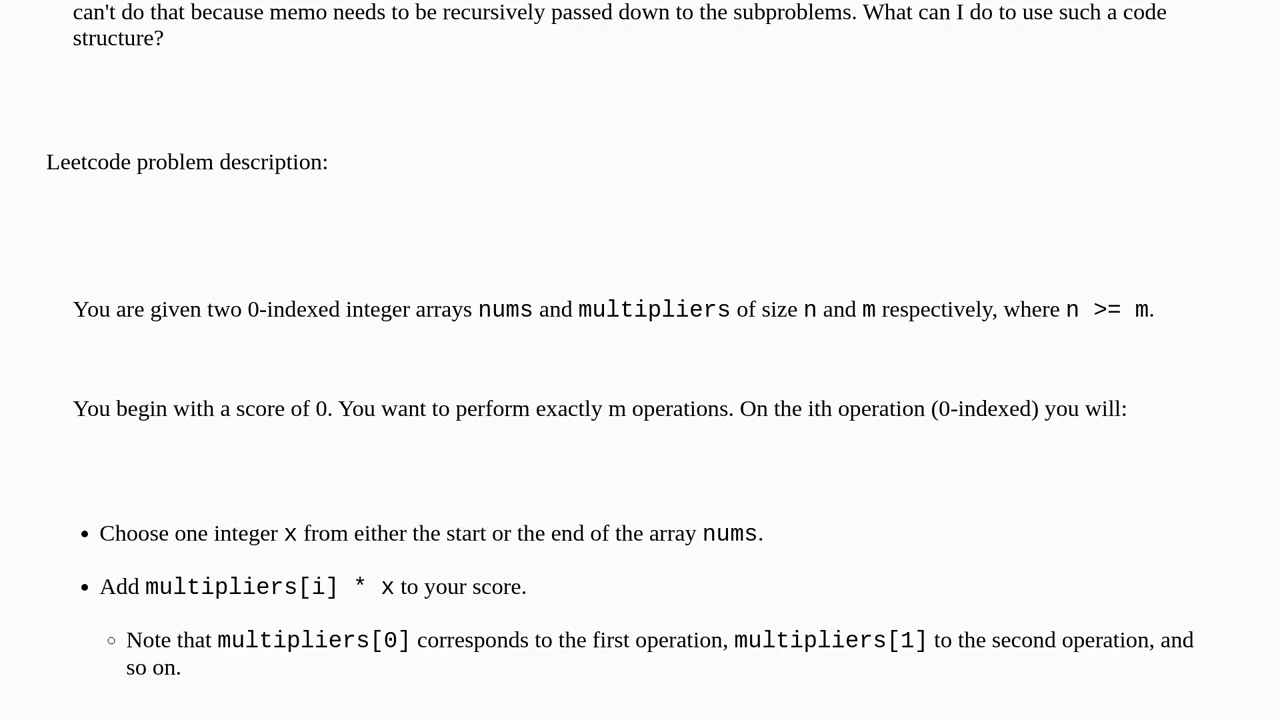 can't do that because memo needs to be recursively passed down to the subproblems. What can I do to use such a code
structure?
Leetcode problem description:
You are given two 0-indexed integer arrays nums and multipliers of size n and m respectively, where n >= m.
You begin with a score of 0. You want to perform exactly m operations. On the ith operation (0-indexed) you will:
• Choose one integer x from either the start or the end of the array nums.
• Add multipliers[i] * x to your score.
◦ Note that multipliers[0] corresponds to the first operation, multipliers[1] to the second operation, and
so on.